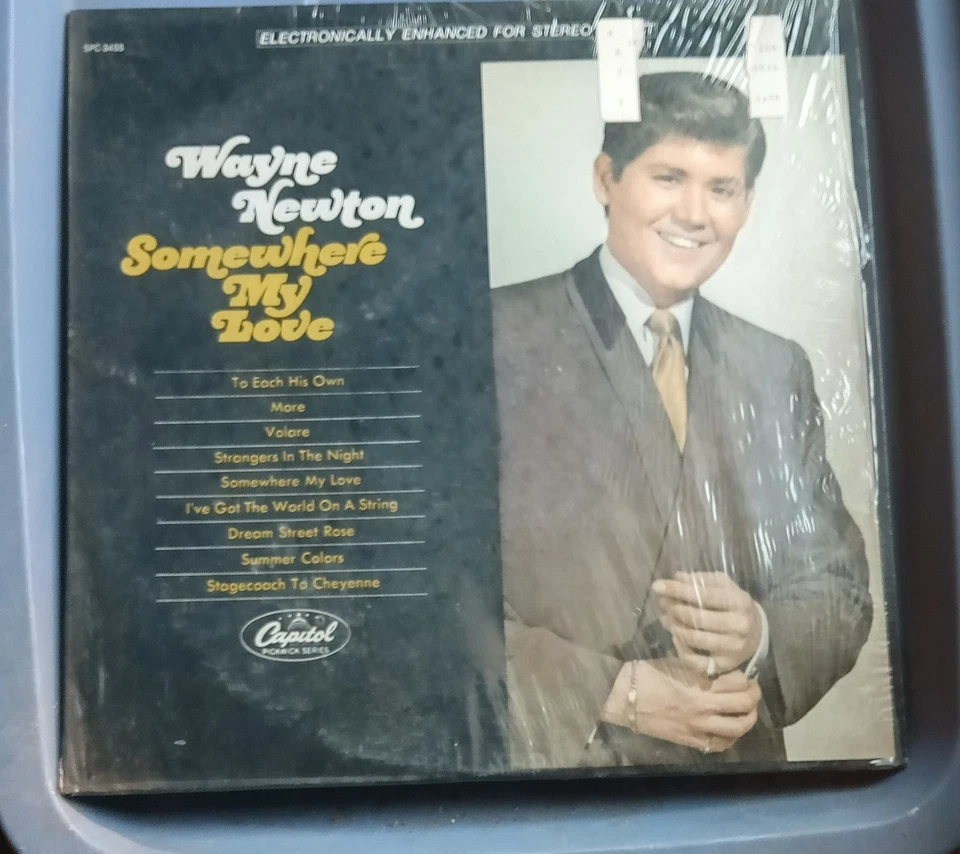 SPC-3455
ELECTRONICALLY ENHANCED FOR STEREO
Wayne
Newton
Somewhere
My
Love
To Each His Own
More
Volare
Strangers In The Night
Somewhere My Love
I've Got The World On A String
Dream Street Rose
Summer Colors
Stagecoach To Cheyenne
Capitol
PICKWICK SERIES